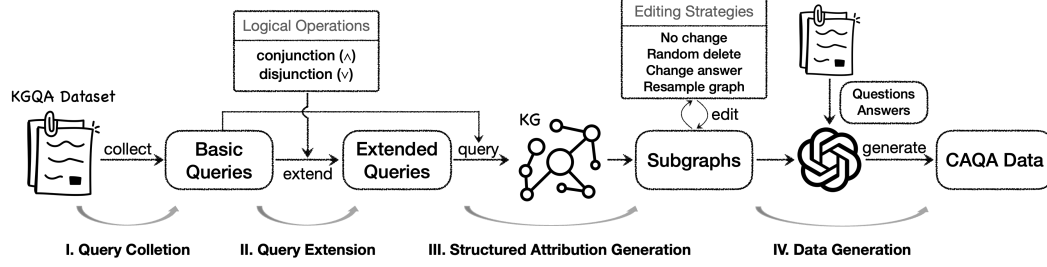 Logical Operations
conjunction (∧)
disjunction (∨)
Editing Strategies
No change
Random delete
Change answer
Resample graph
edit
Questions
Answers
KGQA Dataset
collect
Basic
Queries
extend
Extended
Queries
query
KG
Subgraphs
generate
CAQA Data
I. Query Colletion
II. Query Extension
III. Structured Attribution Generation
IV. Data Generation